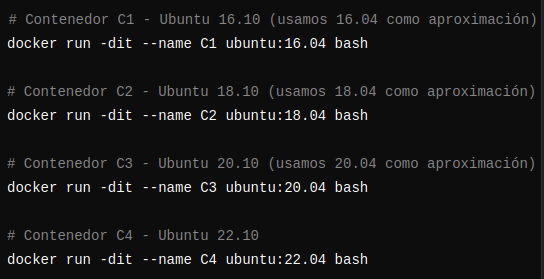 # Contenedor C1 - Ubuntu 16.10 (usamos 16.04 como aproximación)
docker run -dit --name C1 ubuntu:16.04 bash
# Contenedor C2 - Ubuntu 18.10 (usamos 18.04 como aproximación)
docker run -dit --name C2 ubuntu:18.04 bash
# Contenedor C3 - Ubuntu 20.10 (usamos 20.04 como aproximación)
docker run -dit --name C3 ubuntu:20.04 bash
# Contenedor C4 - Ubuntu 22.10
docker run -dit --name C4 ubuntu:22.04 bash